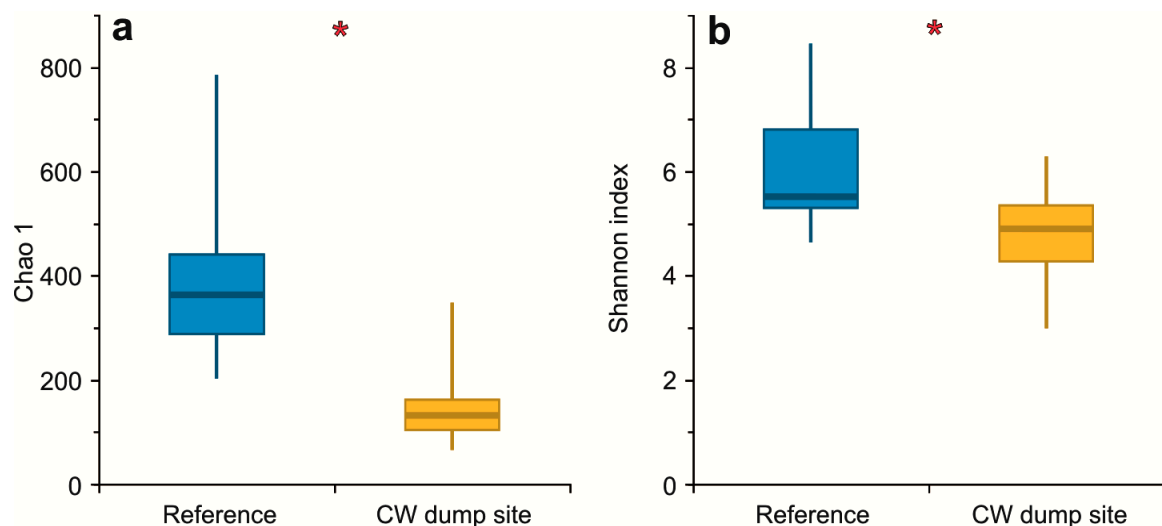 a
*
Chao 1
800
600
400
200
0
Reference
CW dump site
b
*
Shannon index
8
6
4
2
0
Reference
CW dump site